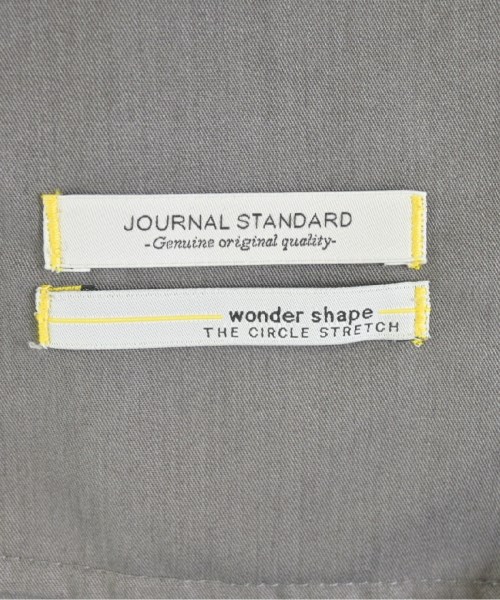 JOURNAL STANDARD
-Genuine original quality-
wonder shape
THE CIRCLE STRETCH